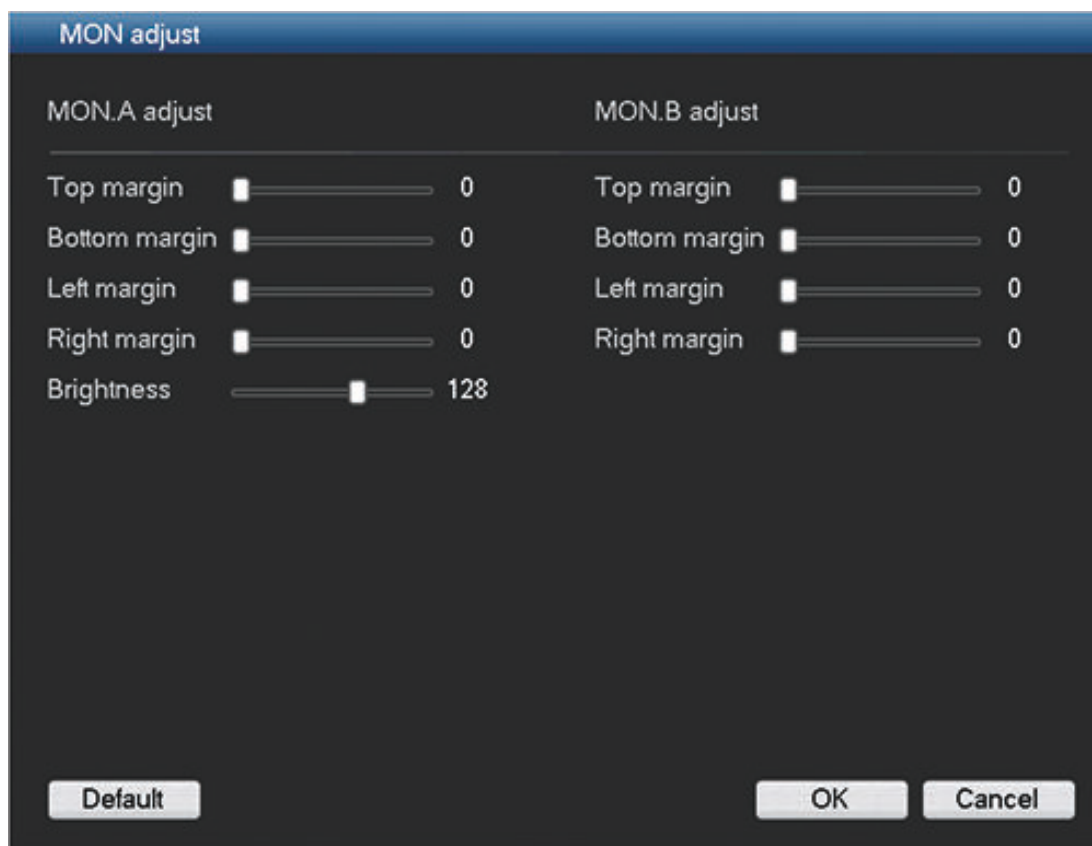 MON adjust
MON.A adjust MON.B adjust
Top margin 0 Top margin 0
Bottom margin 0 Bottom margin 0
Left margin 0 Left margin 0
Right margin 0 Right margin 0
Brightness 128
Default OK Cancel